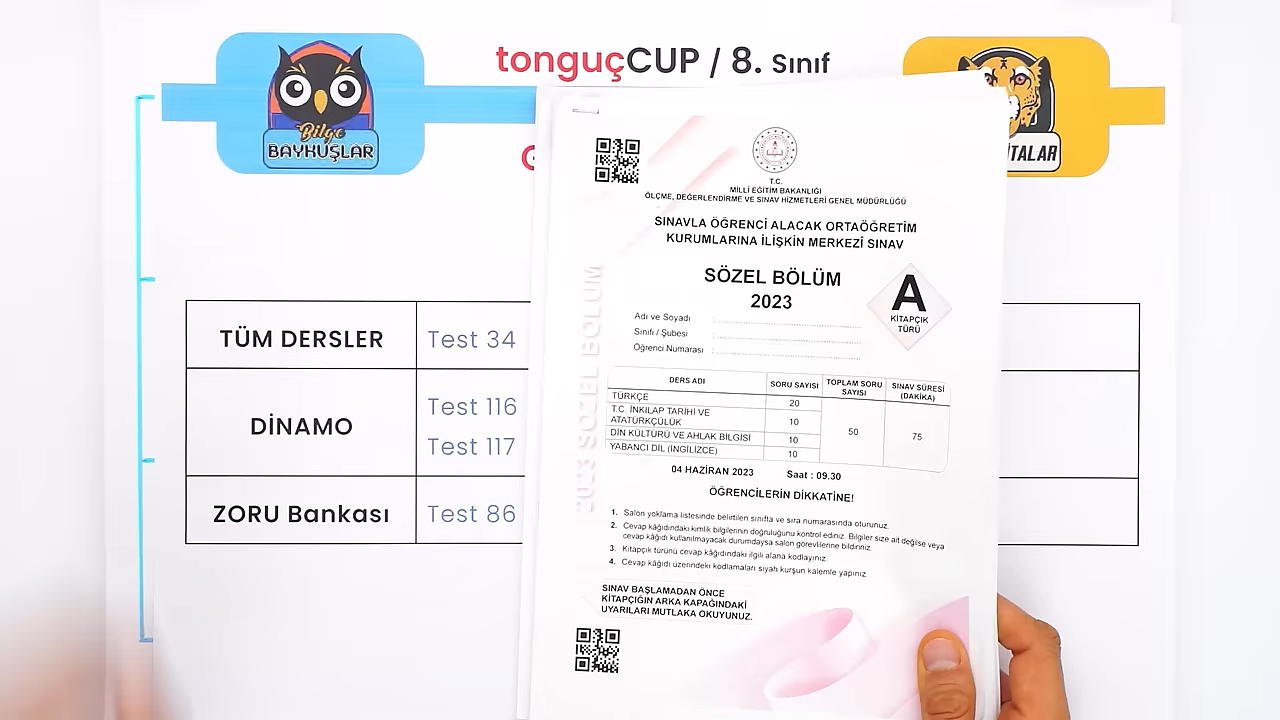 tonguçCUP / 8. Sınıf
Bilge
BAYKUŞLAR
TALAR
G
TÜM DERSLER
Test 34
DİNAMO
Test 116
Test 117
ZORU Bankası
Test 86
T.C.
MİLLİ EĞİTİM BAKANLIĞI
ÖLÇME, DEĞERLENDİRME VE SINAV HİZMETLERİ GENEL MÜDÜRLÜĞÜ
SINAVLA ÖĞRENCİ ALACAK ORTAÖĞRETİM
KURUMLARINA İLİŞKİN MERKEZİ SINAV
SÖZEL BÖLÜM
2023
A
KİTAPÇIK
TÜRÜ
Adı ve Soyadı :
Sınıfı / Şubesi :
Öğrenci Numarası :
2023 SÖZEL BÖLÜM
DERS ADI SORU SAYISI TOPLAM SORU SAYISI SINAV SÜRESİ (DAKİKA)
TÜRKÇE 20
T.C. İNKILAP TARİHİ VE
ATATÜRKÇÜLÜK 10
DİN KÜLTÜRÜ VE AHLAK BİLGİSİ 10
YABANCI DİL (İNGİLİZCE) 10
50 75
04 HAZİRAN 2023 Saat : 09.30
ÖĞRENCİLERİN DİKKATİNE!
1. Salon yoklama listesinde belirtilen sınıfta ve sıra numarasında oturunuz.
2. Cevap kâğıdındaki kimlik bilgilerinin doğruluğunu kontrol ediniz. Bilgiler size ait değilse veya
cevap kâğıdı kullanılmayacak durumdaysa salon görevlilerine bildiriniz.
3. Kitapçık türünü cevap kâğıdındaki ilgili alana kodlayınız.
4. Cevap kâğıdı üzerindeki kodlamaları siyah kurşun kalemle yapınız.
SINAV BAŞLAMADAN ÖNCE
KİTAPÇIĞIN ARKA KAPAĞINDAKİ
UYARILARI MUTLAKA OKUYUNUZ.